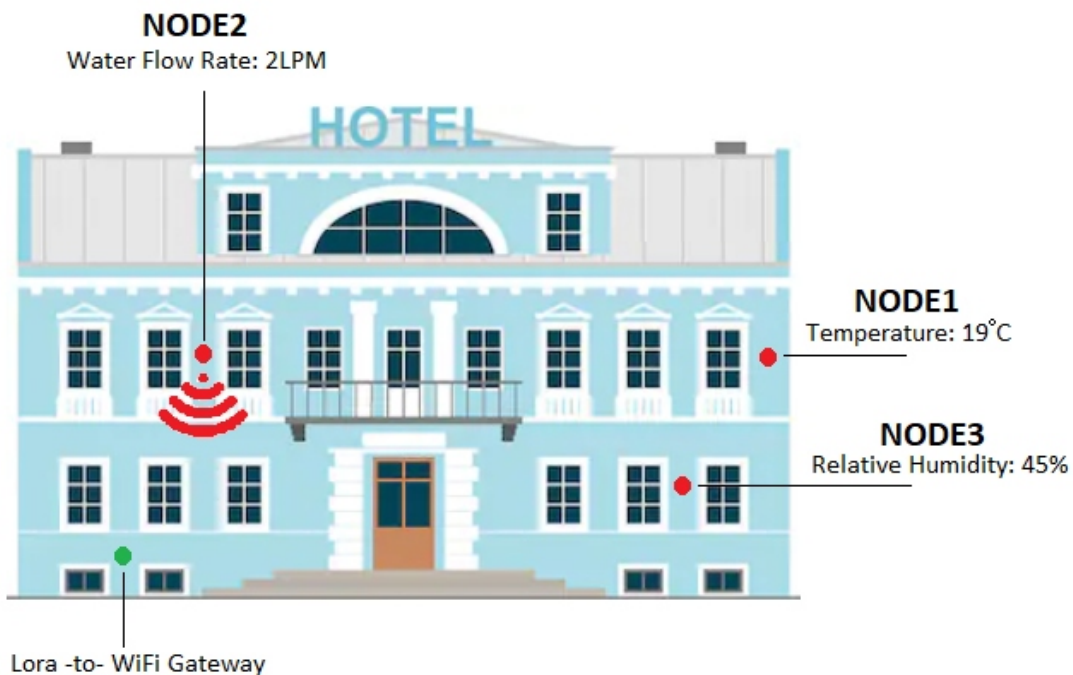 NODE2
Water Flow Rate: 2LPM
HOTEL
NODE1
Temperature: 19°C
NODE3
Relative Humidity: 45%
Lora -to- WiFi Gateway